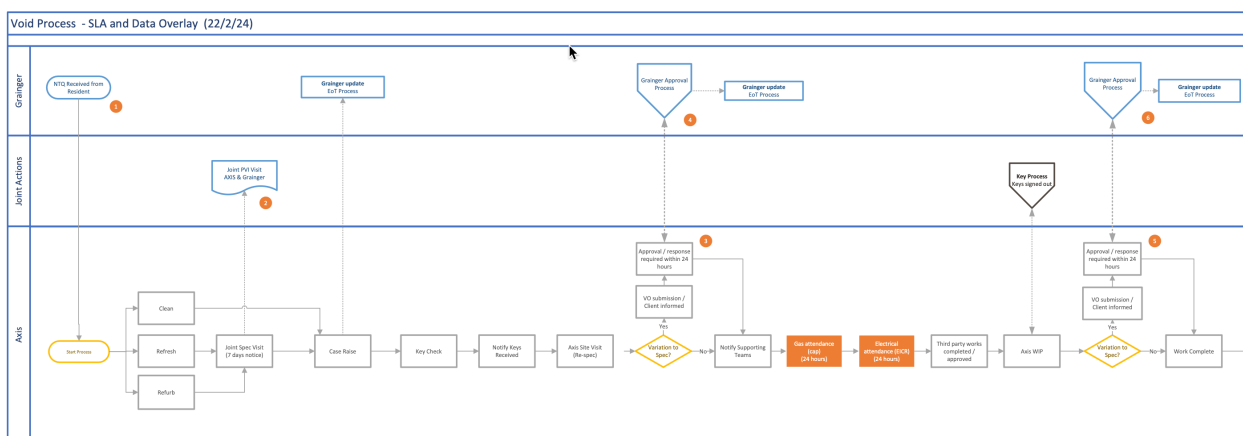 Void Process - SLA and Data Overlay (22/2/24)
Grainger
NTQ Received from
Resident
1
Grainger update
EoT Process
Grainger Approval
Process
4
Grainger update
EoT Process
Grainger Approval
Process
6
Grainger update
EoT Process
Joint Actions
Joint PVI Visit
AXIS & Grainger
2
Key Process
Keys signed out
Axis
Start Process
Clean
Refresh
Refurb
Joint Spec Visit
(7 days notice)
Case Raise
Key Check
Notify Keys
Received
Axis Site Visit
(Re-spec)
Approval / response
required within 24
hours
3
VO submission /
Client informed
Yes
Variation to
Spec?
No
Notify Supporting
Teams
Gas attendance
(cap)
(24 hours)
Electrical
attendance (EICR)
(24 hours)
Third party works
completed /
approved
Axis WIP
Approval / response
required within 24
hours
5
VO submission /
Client informed
Yes
Variation to
Spec?
No
Work Complete